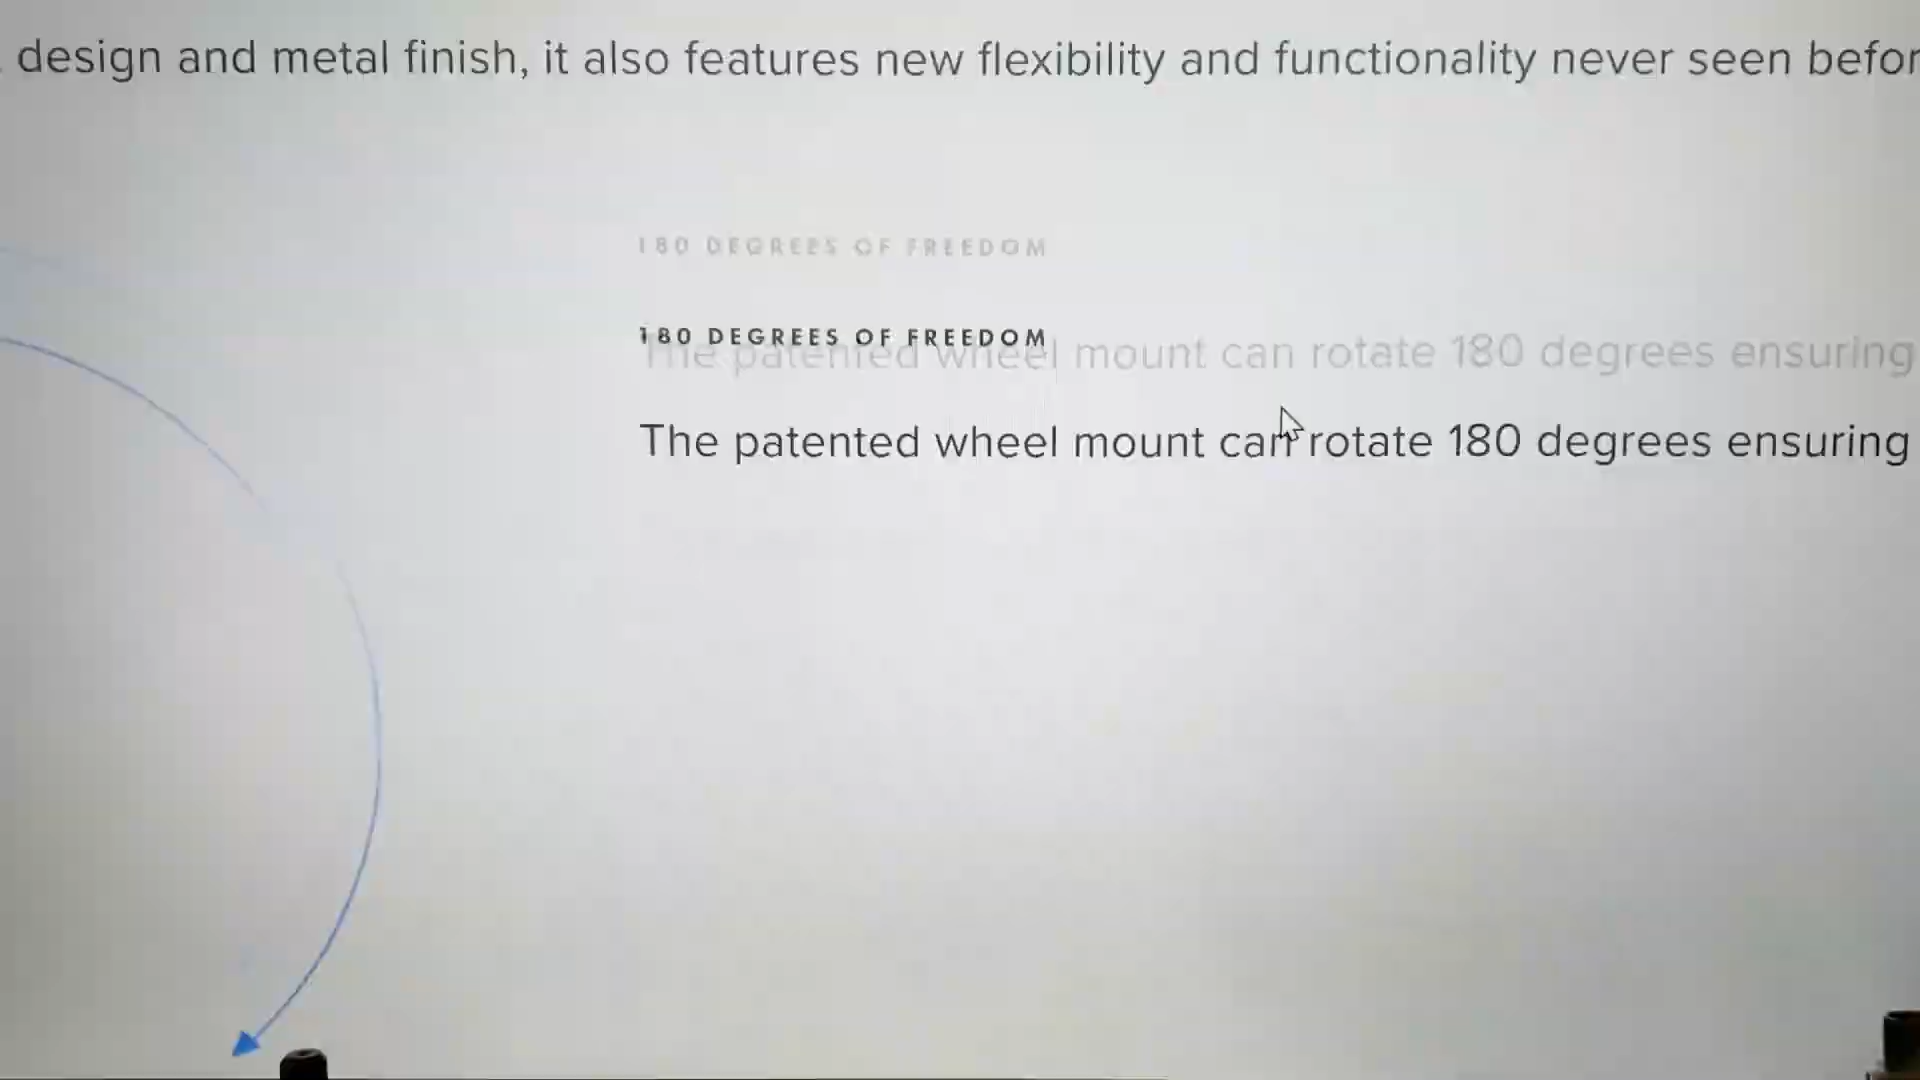 design and metal finish, it also features new flexibility and functionality never seen befor
180 DEGREES OF FREEDOM
180 DEGREES OF FREEDOM
The patented wheel mount can rotate 180 degrees ensuring
The patented wheel mount can rotate 180 degrees ensuring